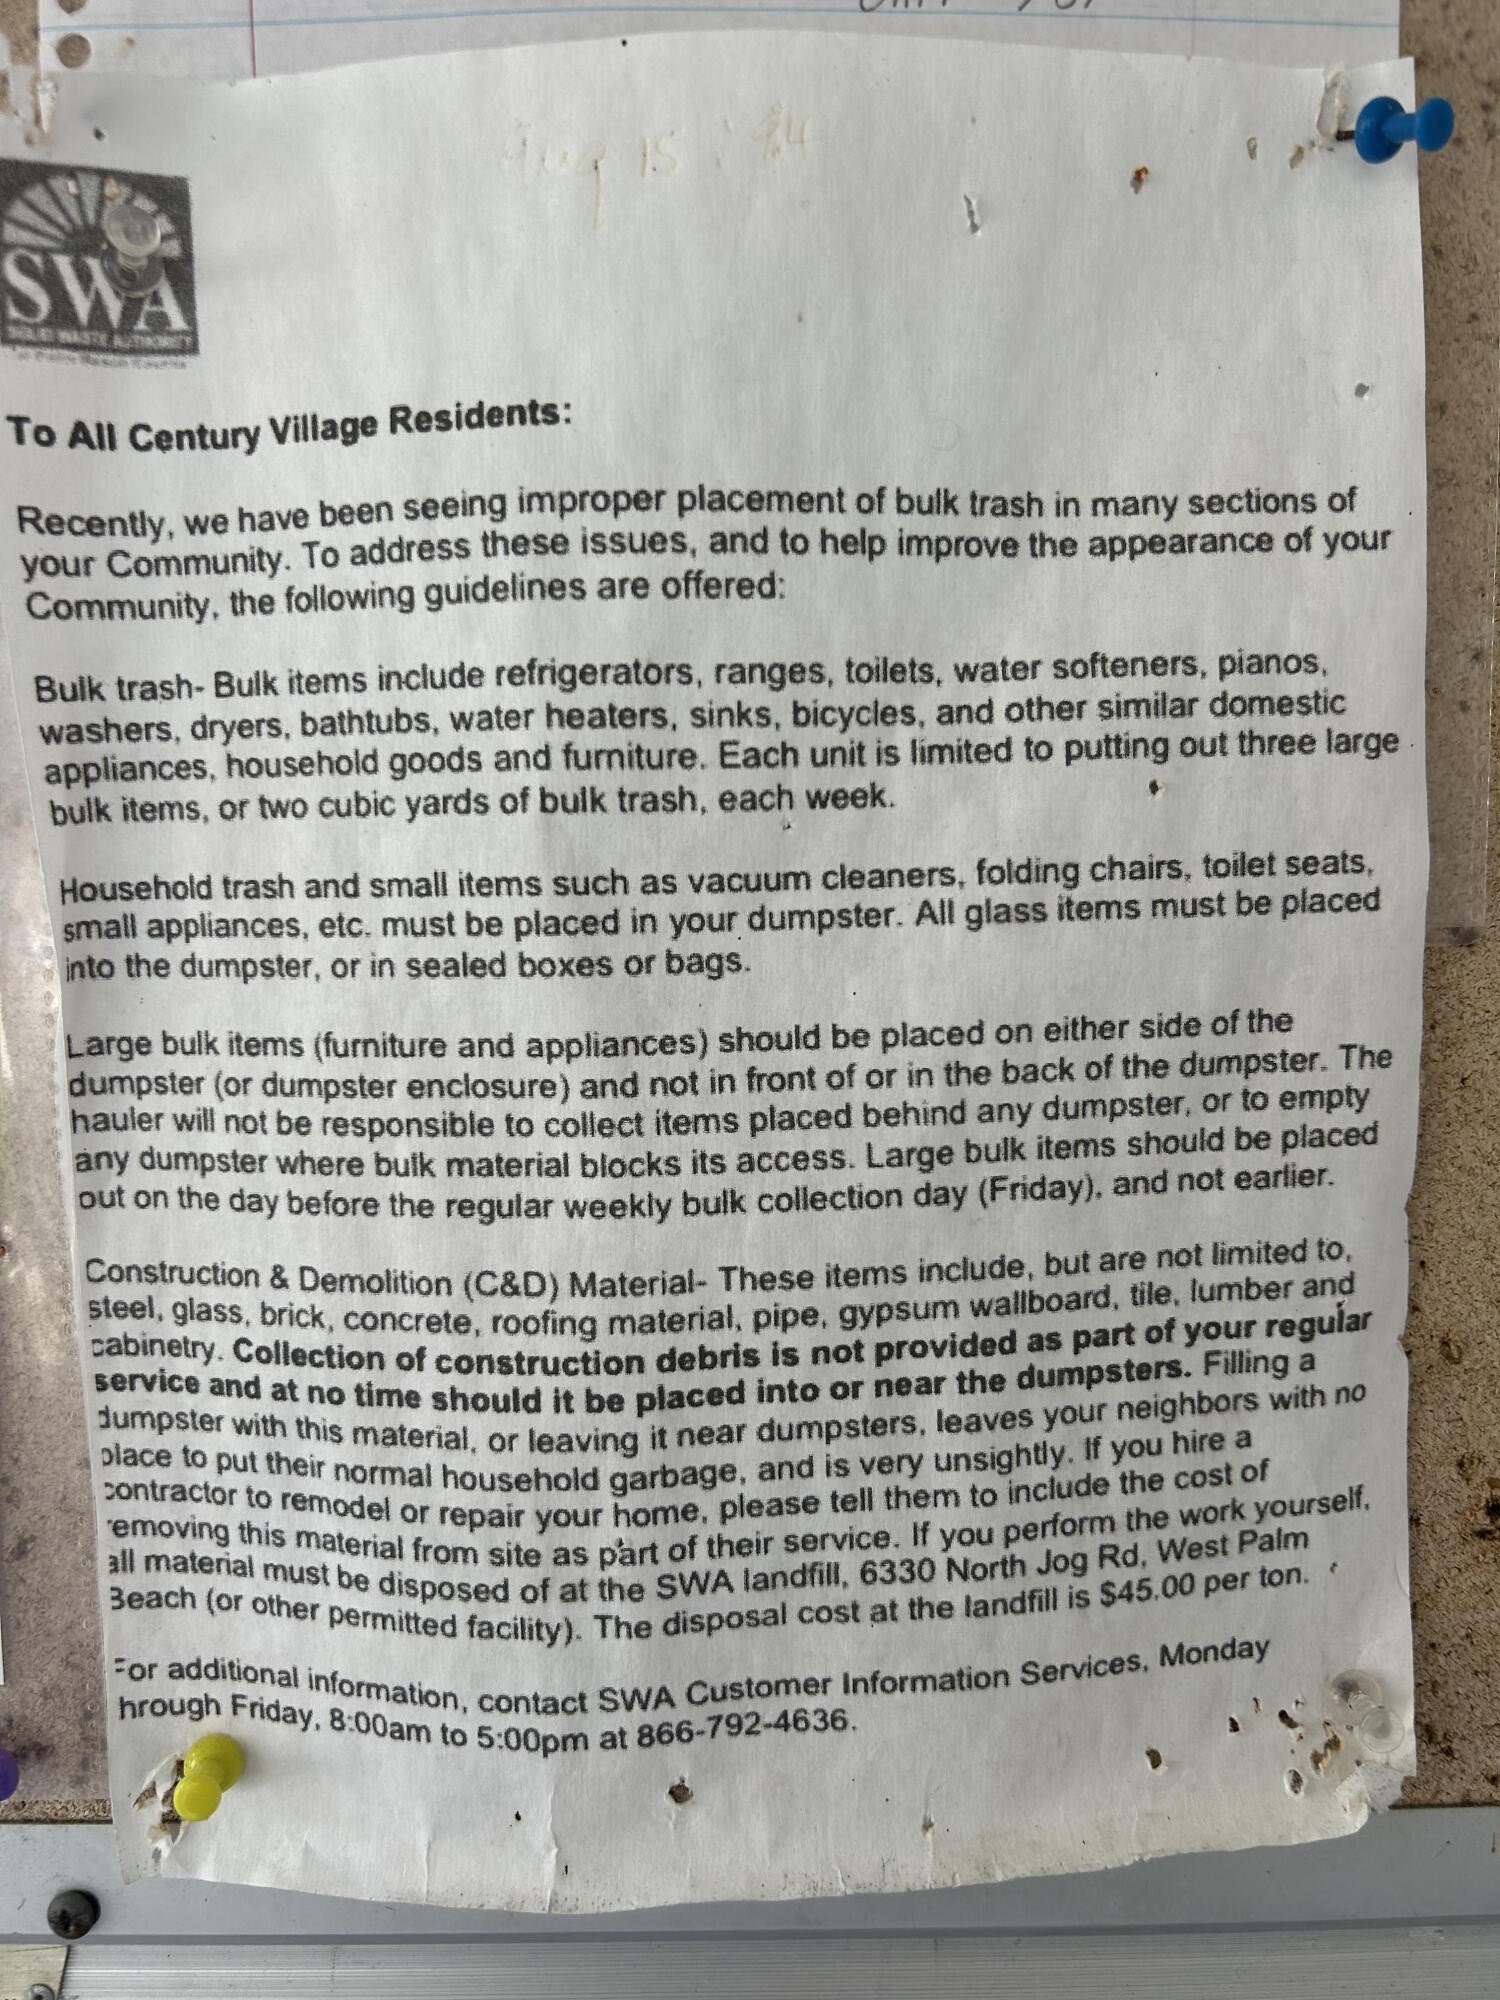 Aug 15
SWA
SOLID WASTE AUTHORITY
To All Century Village Residents:
Recently, we have been seeing improper placement of bulk trash in many sections of
your Community. To address these issues, and to help improve the appearance of your
Community, the following guidelines are offered:
Bulk trash- Bulk items include refrigerators, ranges, toilets, water softeners, pianos,
washers, dryers, bathtubs, water heaters, sinks, bicycles, and other similar domestic
appliances, household goods and furniture. Each unit is limited to putting out three large
bulk items, or two cubic yards of bulk trash, each week.
Household trash and small items such as vacuum cleaners, folding chairs, toilet seats,
small appliances, etc. must be placed in your dumpster. All glass items must be placed
into the dumpster, or in sealed boxes or bags.
Large bulk items (furniture and appliances) should be placed on either side of the
dumpster (or dumpster enclosure) and not in front of or in the back of the dumpster. The
hauler will not be responsible to collect items placed behind any dumpster, or to empty
any dumpster where bulk material blocks its access. Large bulk items should be placed
out on the day before the regular weekly bulk collection day (Friday), and not earlier.
Construction & Demolition (C&D) Material- These items include, but are not limited to,
steel, glass, brick, concrete, roofing material, pipe, gypsum wallboard, tile, lumber and
cabinetry. Collection of construction debris is not provided as part of your regular
service and at no time should it be placed into or near the dumpsters. Filling a
dumpster with this material, or leaving it near dumpsters, leaves your neighbors with no
place to put their normal household garbage, and is very unsightly. If you hire a
contractor to remodel or repair your home, please tell them to include the cost of
removing this material from site as part of their service. If you perform the work yourself,
all material must be disposed of at the SWA landfill, 6330 North Jog Rd, West Palm
Beach (or other permitted facility). The disposal cost at the landfill is $45.00 per ton.
For additional information, contact SWA Customer Information Services, Monday
hrough Friday, 8:00am to 5:00pm at 866-792-4636.